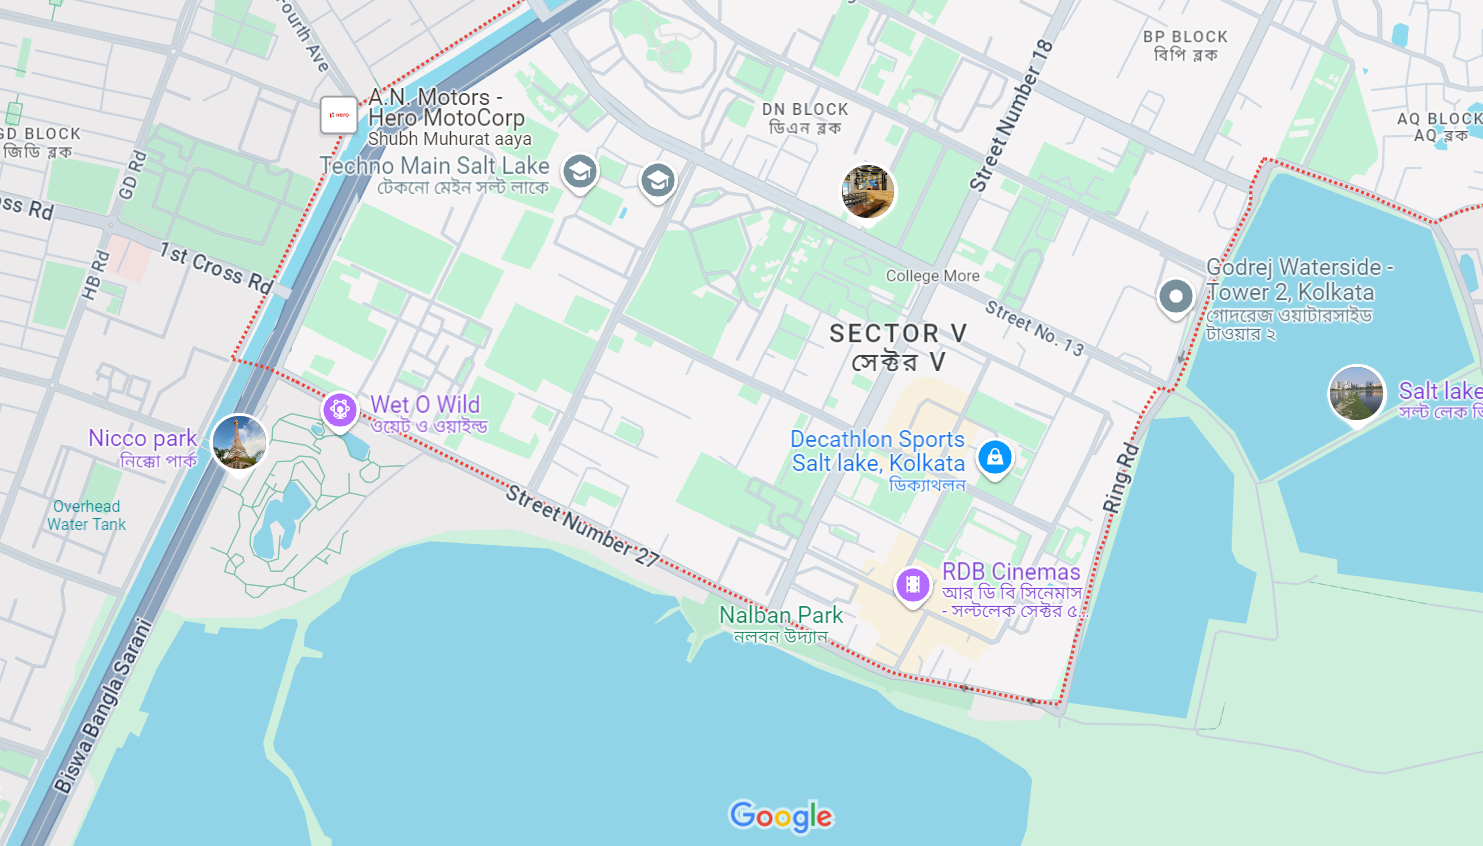 Fourth Ave
Street Number 18
BP BLOCK
বিপি ব্লক
A.N. Motors -
Hero MotoCorp
Shubh Muhurat aaya
HERO
DN BLOCK
ডিএন ব্লক
AQ BLOCK
AQ ব্লক
GD BLOCK
জিডি ব্লক
GD Rd
Techno Main Salt Lake
টেকনো মেইন সল্ট লাকে
oss Rd
1st Cross Rd
HB Rd
College More
Godrej Waterside -
Tower 2, Kolkata
গোদরেজ ওয়াটারসাইড
টাওয়ার ২
Street No. 13
SECTOR V
সেক্টর V
Wet O Wild
ওয়েট ও ওয়াইল্ড
Salt lake
সল্ট লেক
Nicco park
নিক্কো পার্ক
Decathlon Sports
Salt lake, Kolkata
ডিক্যাথলন
Ring Rd
Overhead
Water Tank
Street Number 27
RDB Cinemas
আর ডি বি সিনেমাস
- সল্টলেক সেক্টর ৫...
Nalban Park
নলবন উদ্যান
Biswa Bangla Sarani
Google